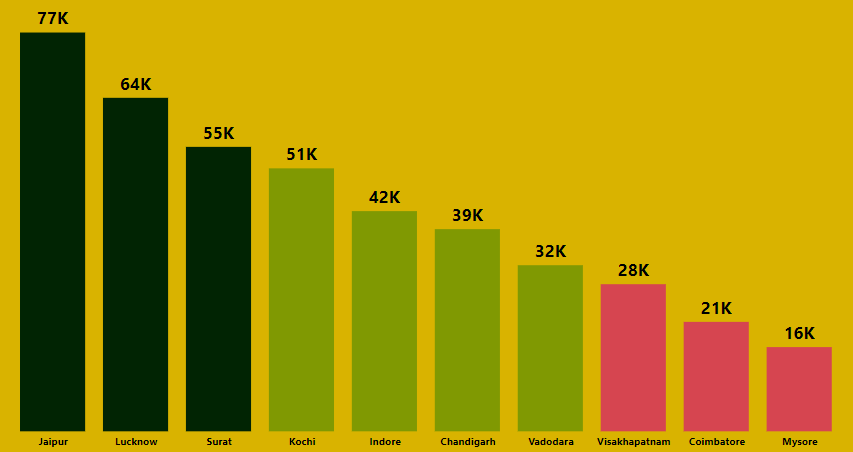 77K
64K
55K
51K
42K
39K
32K
28K
21K
16K
Jaipur Lucknow Surat Kochi Indore Chandigarh Vadodara Visakhapatnam Coimbatore Mysore